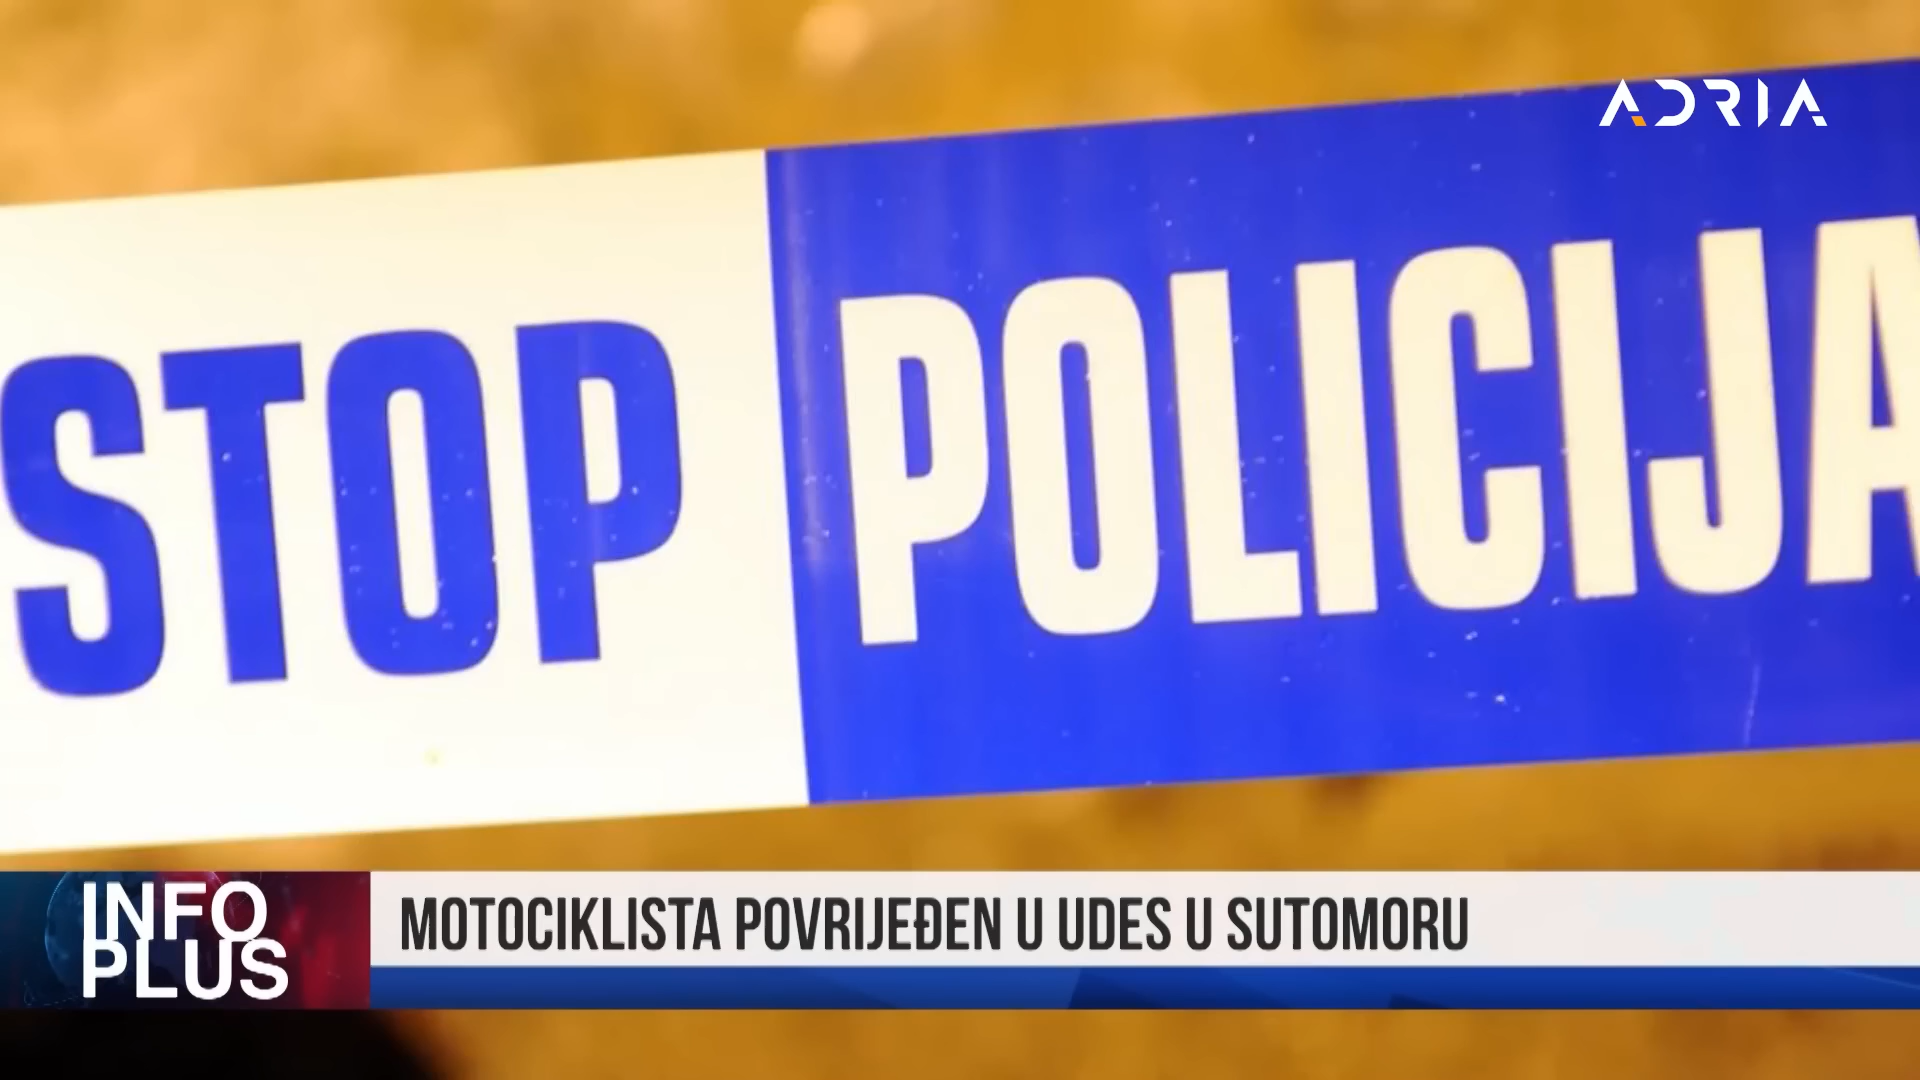 ADRIA
STOP POLICIJA
INFO
PLUS
MOTOCIKLISTA POVRIJEĐEN U UDES U SUTOMORU